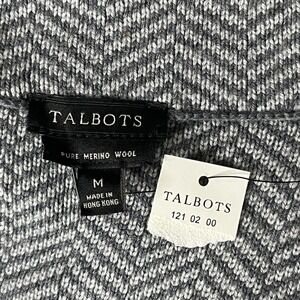 TALBOTS
PURE MERINO WOOL
M
MADE IN
HONG KONG
TALBOTS
121 02 00